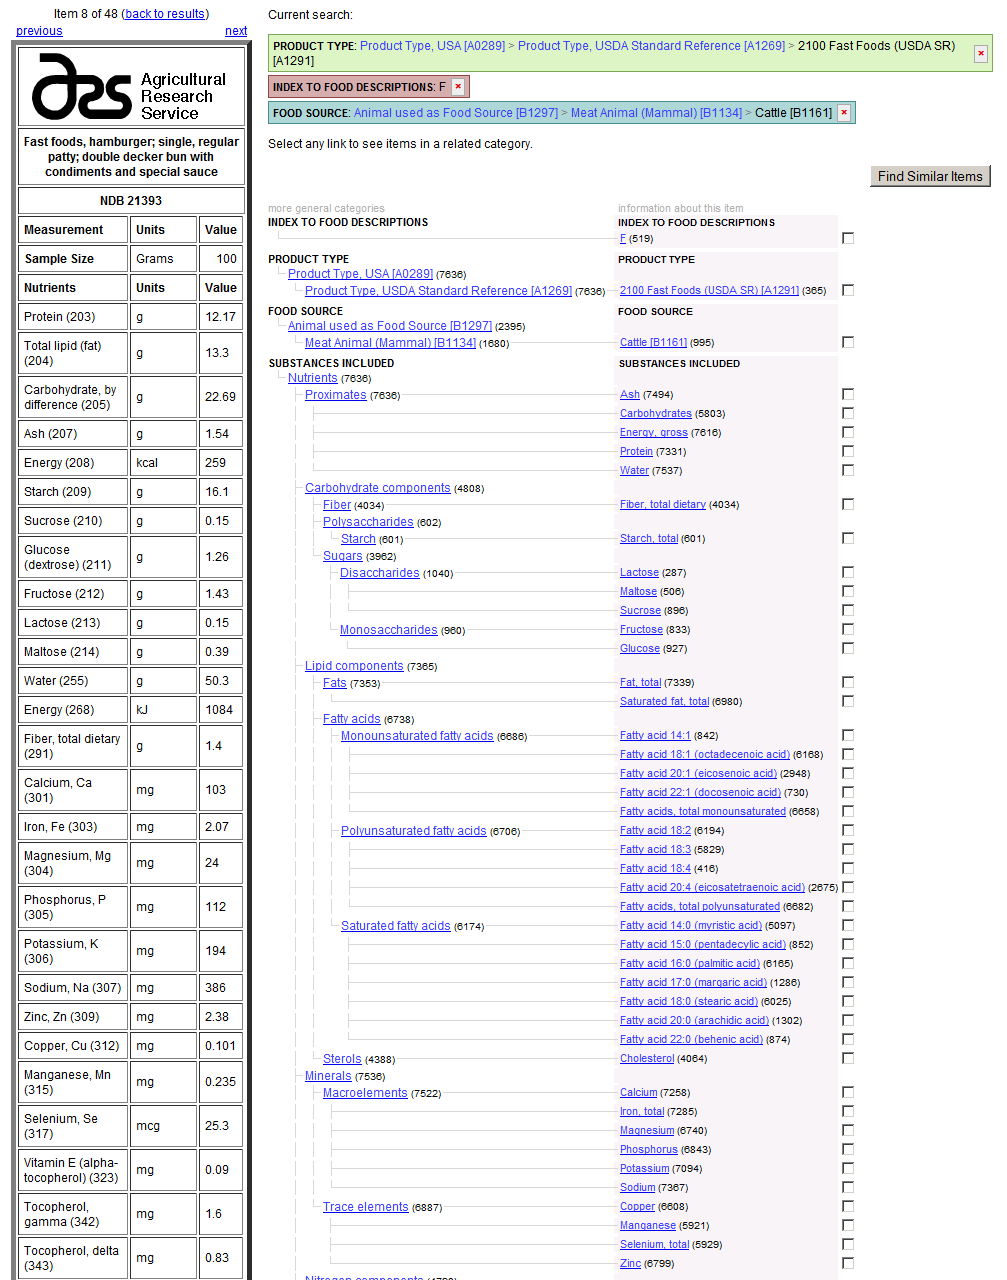 Item 8 of 48 (back to results)
previous next
ars Agricultural
Research
Service
Fast foods, hamburger; single, regular
patty; double decker bun with
condiments and special sauce
NDB 21393
Measurement Units Value
Sample Size Grams 100
Nutrients Units Value
Protein (203) g 12.17
Total lipid (fat)
(204) g 13.3
Carbohydrate, by
difference (205) g 22.69
Ash (207) g 1.54
Energy (208) kcal 259
Starch (209) g 16.1
Sucrose (210) g 0.15
Glucose
(dextrose) (211) g 1.26
Fructose (212) g 1.43
Lactose (213) g 0.15
Maltose (214) g 0.39
Water (255) g 50.3
Energy (268) kJ 1084
Fiber, total dietary
(291) g 1.4
Calcium, Ca
(301) mg 103
Iron, Fe (303) mg 2.07
Magnesium, Mg
(304) mg 24
Phosphorus, P
(305) mg 112
Potassium, K
(306) mg 194
Sodium, Na (307) mg 386
Zinc, Zn (309) mg 2.38
Copper, Cu (312) mg 0.101
Manganese, Mn
(315) mg 0.235
Selenium, Se
(317) mcg 25.3
Vitamin E (alpha-
tocopherol) (323) mg 0.09
Tocopherol,
gamma (342) mg 1.6
Tocopherol, delta
(343) mg 0.83
Current search:
PRODUCT TYPE: Product Type, USA [A0289] > Product Type, USDA Standard Reference [A1269] > 2100 Fast Foods (USDA SR)
[A1291]
INDEX TO FOOD DESCRIPTIONS: F
FOOD SOURCE: Animal used as Food Source [B1297] > Meat Animal (Mammal) [B1134] > Cattle [B1161]
Select any link to see items in a related category.
Find Similar Items
more general categories information about this item
INDEX TO FOOD DESCRIPTIONS INDEX TO FOOD DESCRIPTIONS
F (519)
PRODUCT TYPE PRODUCT TYPE
Product Type, USA [A0289] (7636)
Product Type, USDA Standard Reference [A1269] (7636) 2100 Fast Foods (USDA SR) [A1291] (365)
FOOD SOURCE FOOD SOURCE
Animal used as Food Source [B1297] (2395)
Meat Animal (Mammal) [B1134] (1680) Cattle [B1161] (995)
SUBSTANCES INCLUDED SUBSTANCES INCLUDED
Nutrients (7636)
Proximates (7636) Ash (7494)
Carbohydrates (5803)
Energy, gross (7616)
Protein (7331)
Water (7537)
Carbohydrate components (4808)
Fiber (4034) Fiber, total dietary (4034)
Polysaccharides (602)
Starch (601) Starch, total (601)
Sugars (3962)
Disaccharides (1040) Lactose (287)
Maltose (506)
Sucrose (896)
Monosaccharides (960) Fructose (833)
Glucose (927)
Lipid components (7365)
Fats (7353) Fat, total (7339)
Saturated fat, total (6980)
Fatty acids (6738)
Monounsaturated fatty acids (6686) Fatty acid 14:1 (842)
Fatty acid 18:1 (octadecenoic acid) (6168)
Fatty acid 20:1 (eicosenoic acid) (2948)
Fatty acid 22:1 (docosenoic acid) (730)
Fatty acids, total monounsaturated (6658)
Polyunsaturated fatty acids (6706) Fatty acid 18:2 (6194)
Fatty acid 18:3 (5829)
Fatty acid 18:4 (416)
Fatty acid 20:4 (eicosatetraenoic acid) (2675)
Fatty acids, total polyunsaturated (6682)
Saturated fatty acids (6174) Fatty acid 14:0 (myristic acid) (5097)
Fatty acid 15:0 (pentadecylic acid) (852)
Fatty acid 16:0 (palmitic acid) (6165)
Fatty acid 17:0 (margaric acid) (1286)
Fatty acid 18:0 (stearic acid) (6025)
Fatty acid 20:0 (arachidic acid) (1302)
Fatty acid 22:0 (behenic acid) (874)
Sterols (4388) Cholesterol (4064)
Minerals (7536)
Macroelements (7522) Calcium (7258)
Iron, total (7285)
Magnesium (6740)
Phosphorus (6843)
Potassium (7094)
Sodium (7367)
Trace elements (6887) Copper (6608)
Manganese (5921)
Selenium, total (5929)
Zinc (6799)